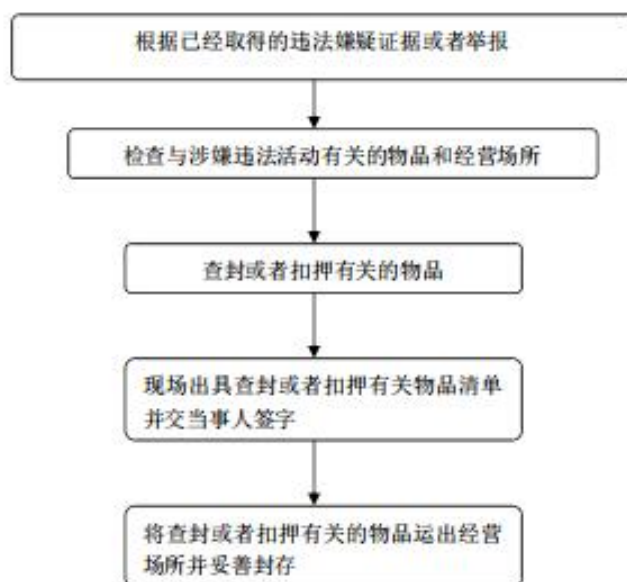 根据已经取得的违法嫌疑证据或者举报
检查与涉嫌违法活动有关的物品和经营场所
查封或者扣押有关的物品
现场出具查封或者扣押有关物品清单
并交当事人签字
将查封或者扣押有关的物品运出经营
场所并妥善封存